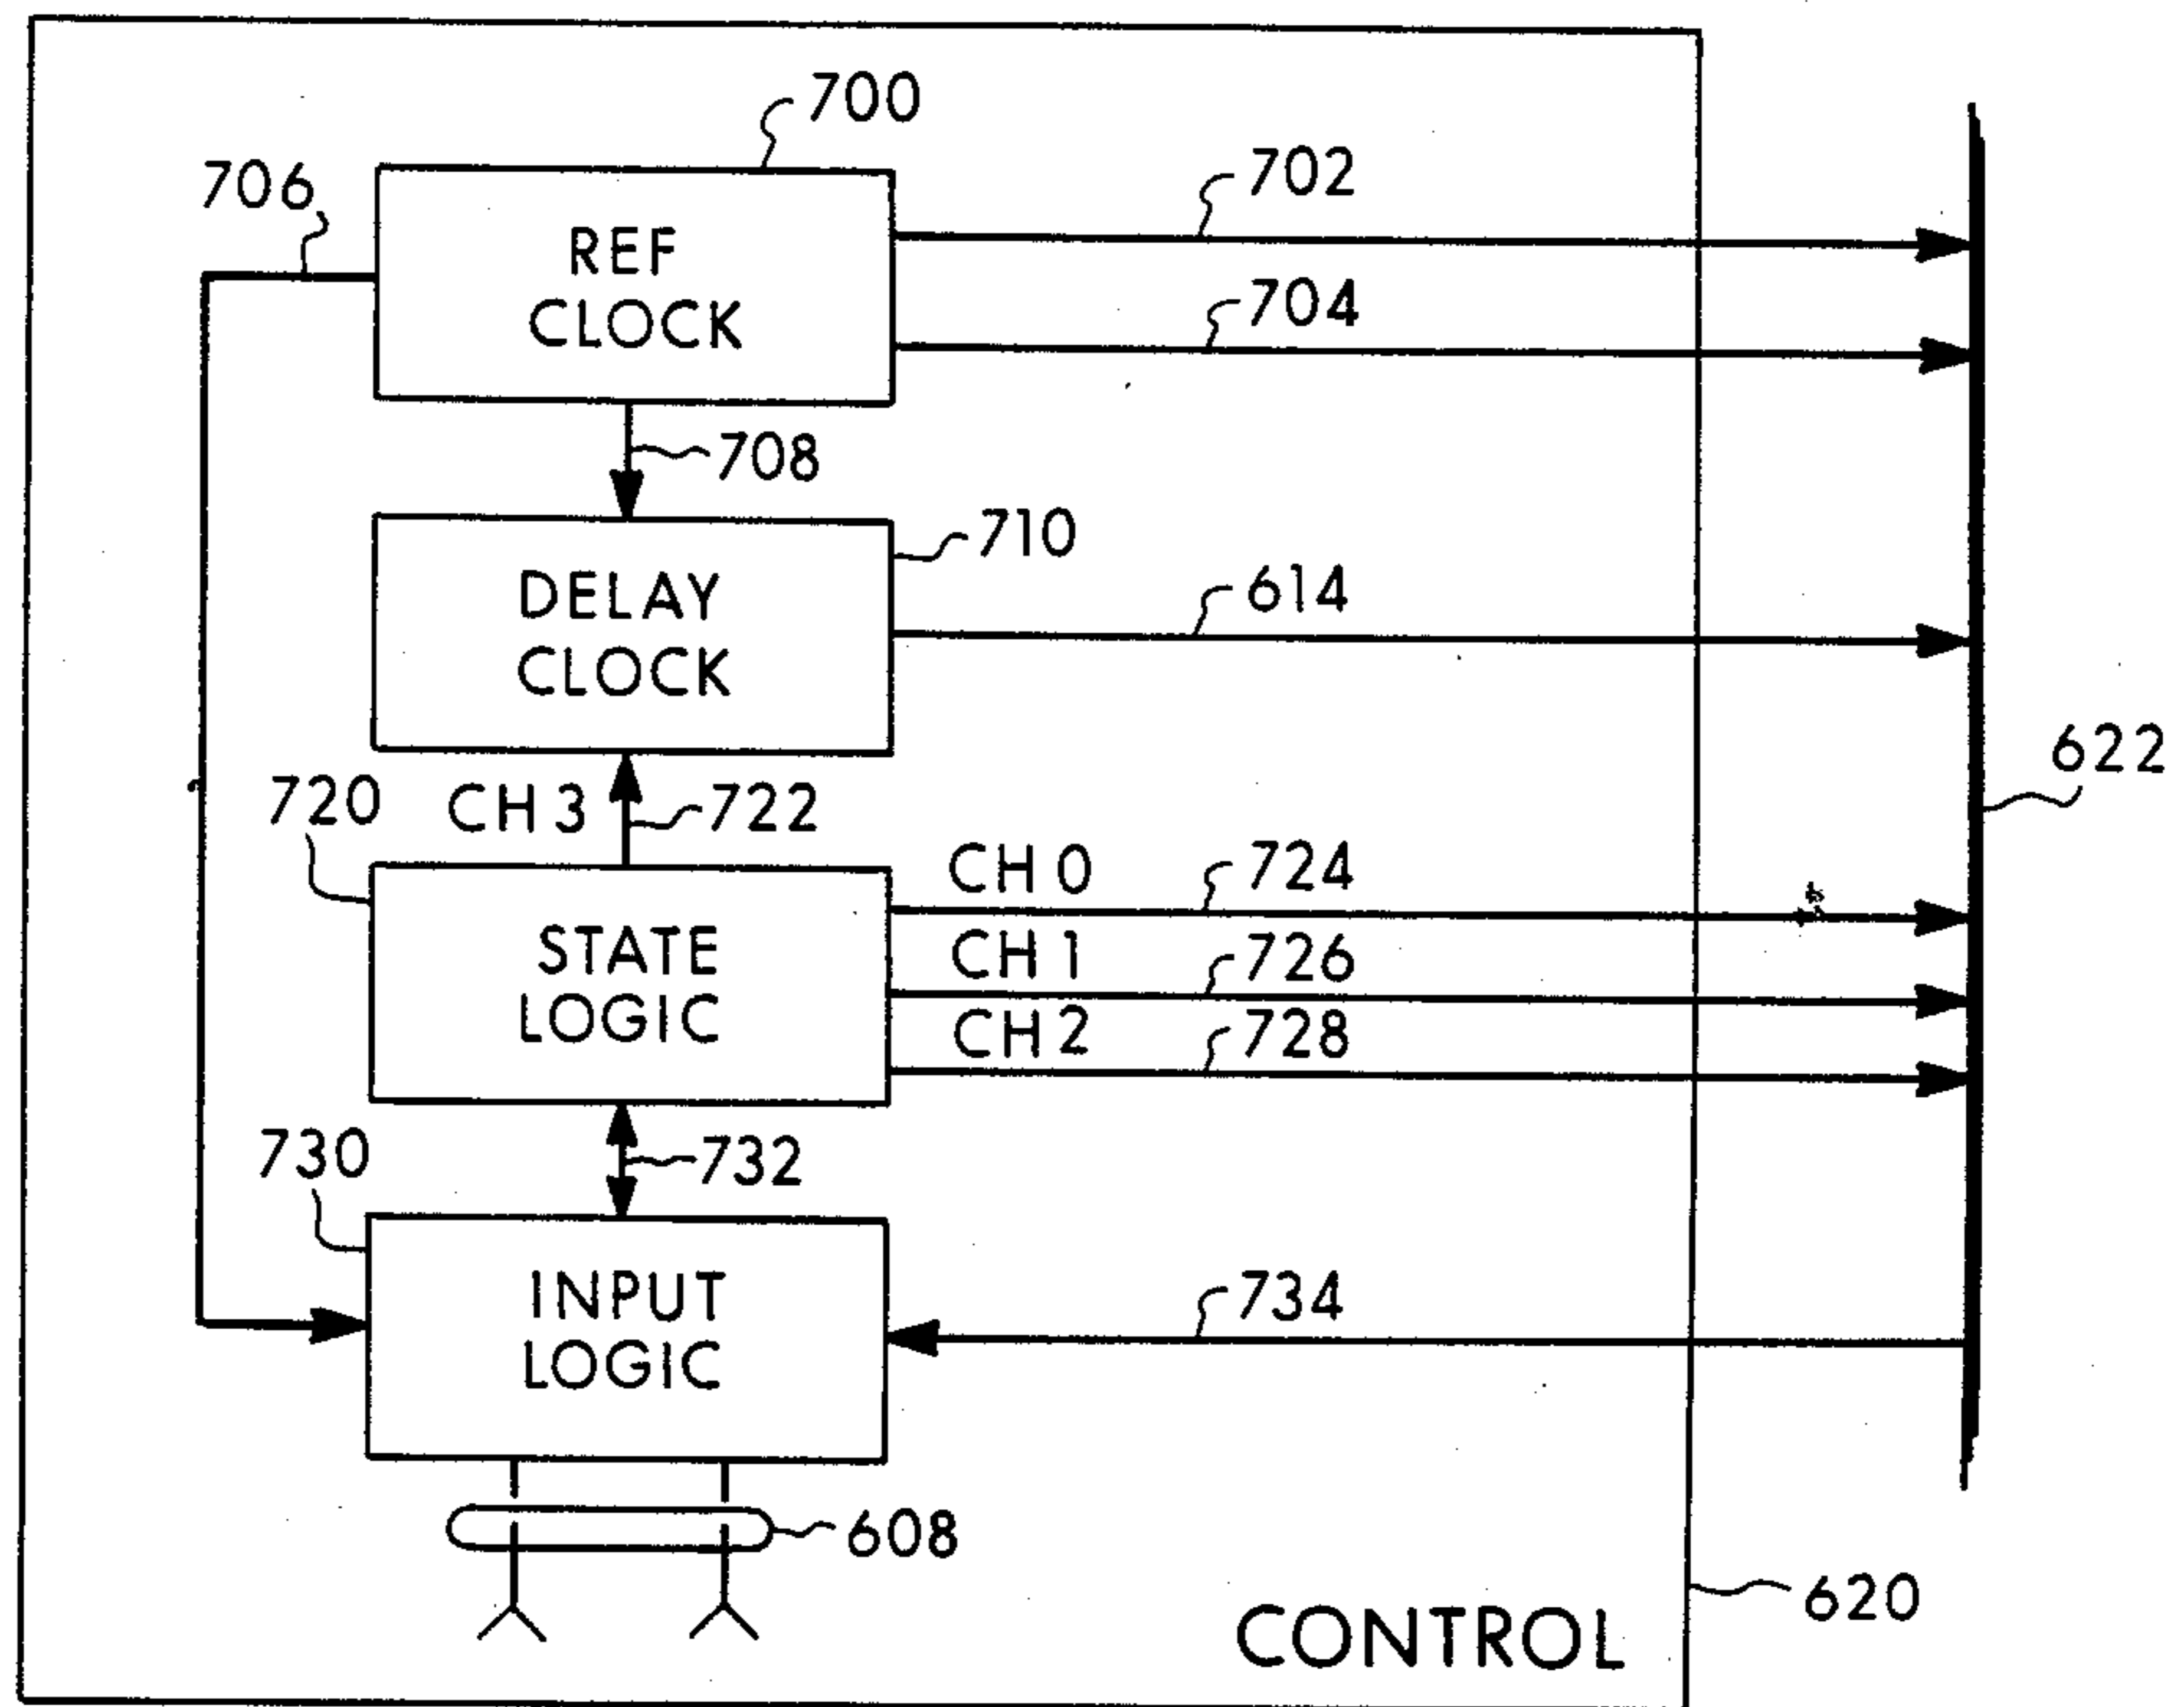 700
706
702
REF
CLOCK
704
708
710
DELAY
CLOCK
614
622
720
CH 3
722
CH 0
724
STATE
LOGIC
CH 1
726
CH 2
728
730
732
INPUT
LOGIC
734
608
620
CONTROL